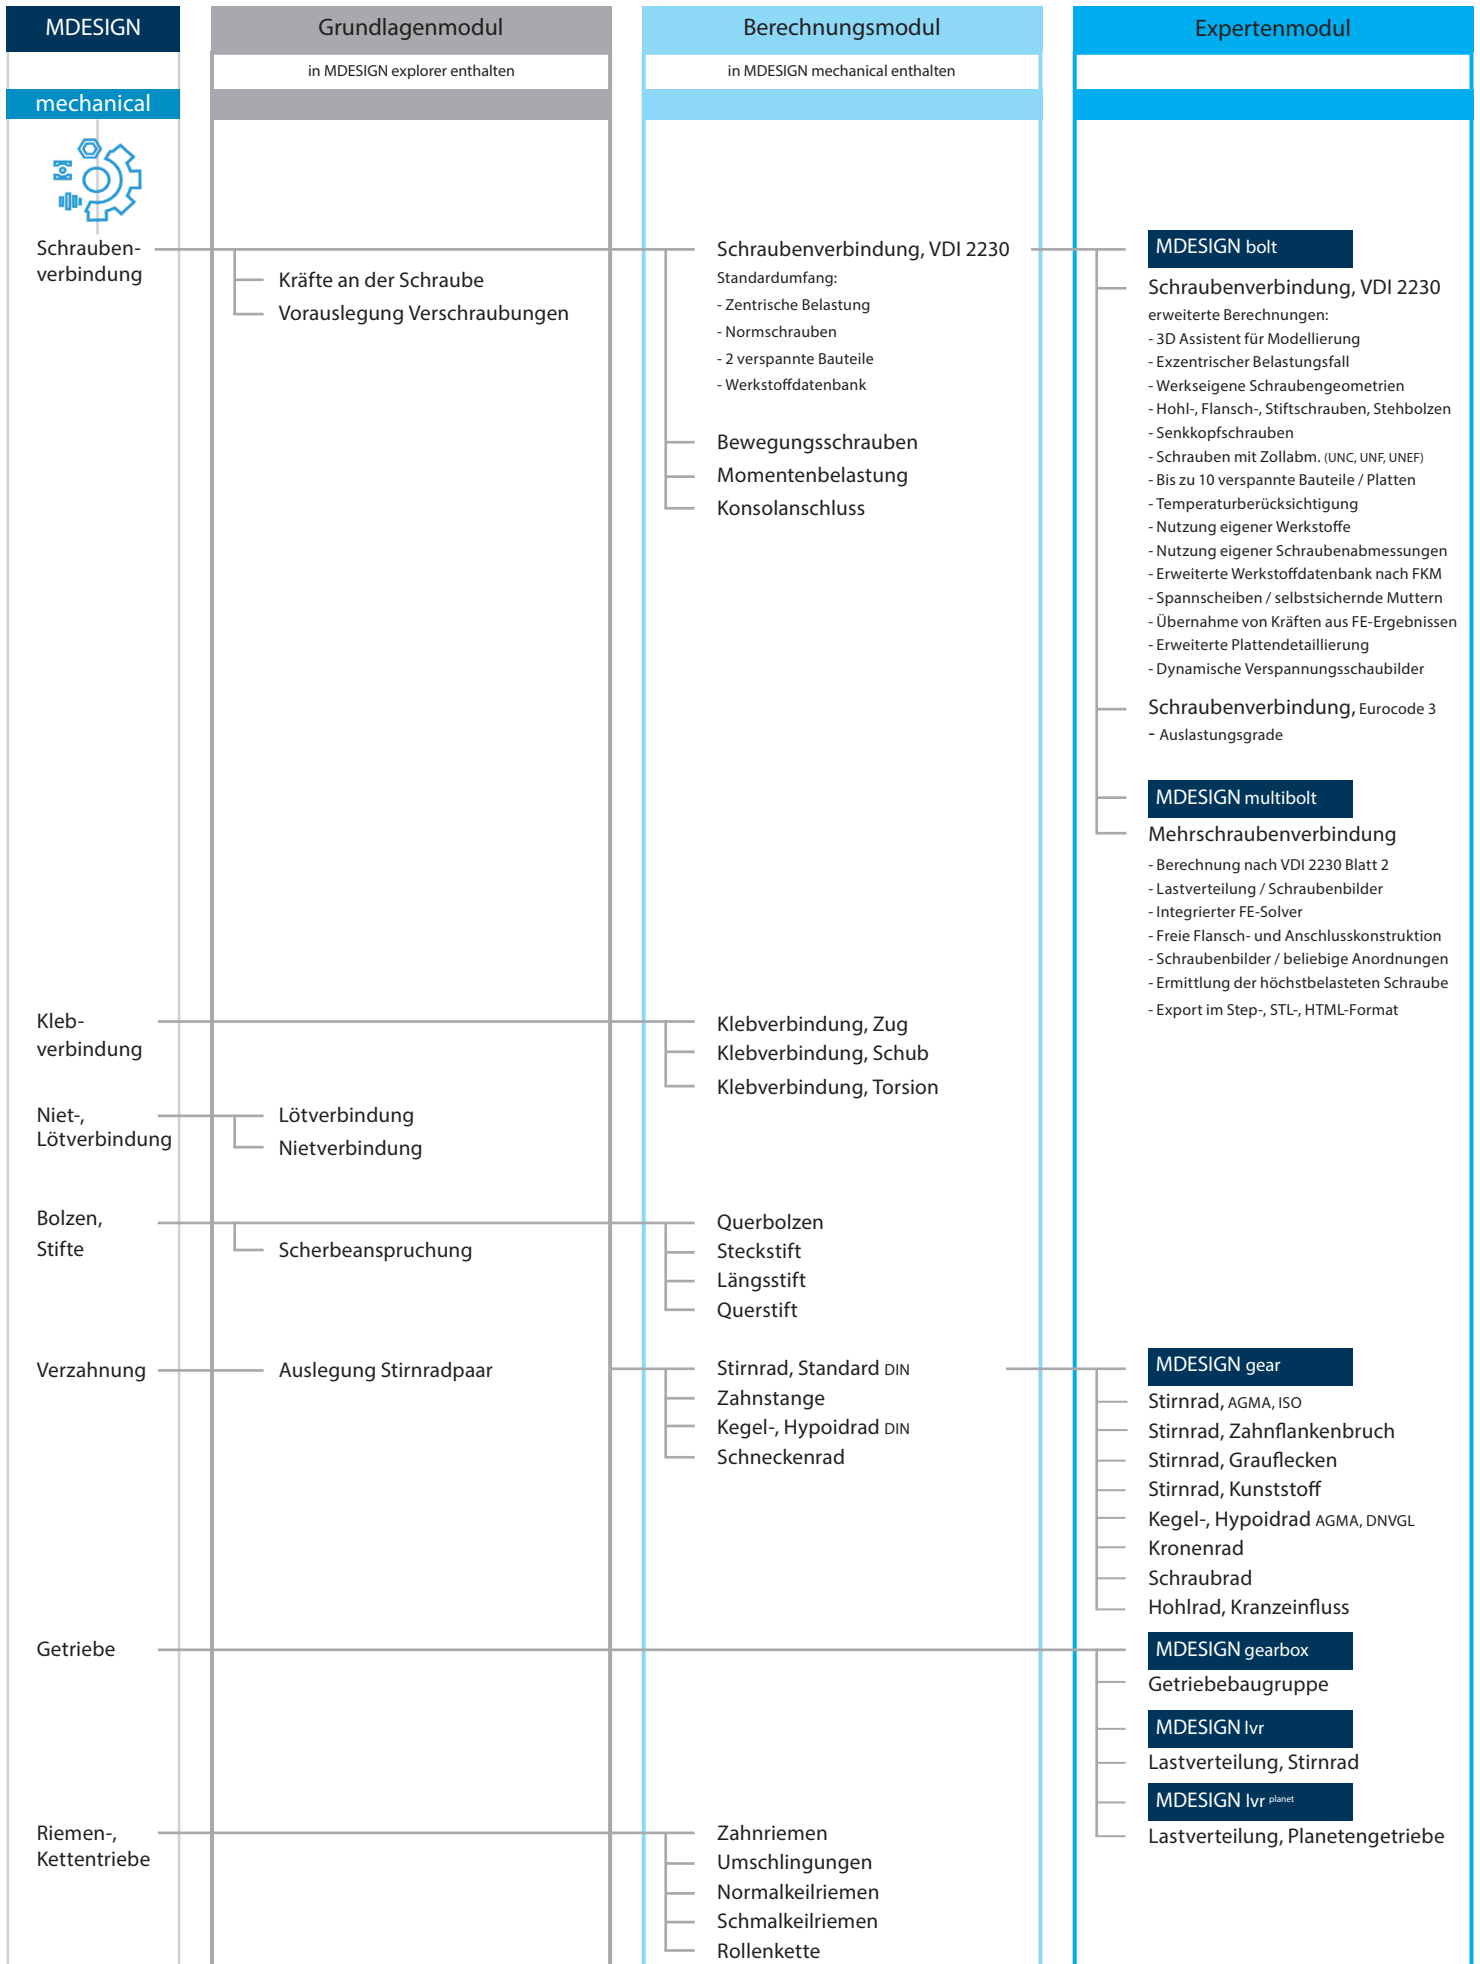 MDESIGN
Grundlagenmodul
Berechnungsmodul
Expertenmodul
in MDESIGN explorer enthalten
in MDESIGN mechanical enthalten
mechanical
Schrauben-
verbindung
Kräfte an der Schraube
Vorauslegung Verschraubungen
Schraubenverbindung, VDI 2230
Standardumfang:
- Zentrische Belastung
- Normschrauben
- 2 verspannte Bauteile
- Werkstoffdatenbank
Bewegungsschrauben
Momentenbelastung
Konsolanschluss
MDESIGN bolt
Schraubenverbindung, VDI 2230
erweiterte Berechnungen:
- 3D Assistent für Modellierung
- Exzentrischer Belastungsfall
- Werkseigene Schraubengeometrien
- Hohl-, Flansch-, Stiftschrauben, Stehbolzen
- Senkkopfschrauben
- Schrauben mit Zollabm. (UNC, UNF, UNEF)
- Bis zu 10 verspannte Bauteile / Platten
- Temperaturberücksichtigung
- Nutzung eigener Werkstoffe
- Nutzung eigener Schraubenabmessungen
- Erweiterte Werkstoffdatenbank nach FKM
- Spannscheiben / selbstsichernde Muttern
- Übernahme von Kräften aus FE-Ergebnissen
- Erweiterte Plattendetaillierung
- Dynamische Verspannungsschaubilder
Schraubenverbindung, Eurocode 3
- Auslastungsgrade
MDESIGN multibolt
Mehrschraubenverbindung
- Berechnung nach VDI 2230 Blatt 2
- Lastverteilung / Schraubenbilder
- Integrierter FE-Solver
- Freie Flansch- und Anschlusskonstruktion
- Schraubenbilder / beliebige Anordnungen
- Ermittlung der höchstbelasteten Schraube
- Export im Step-, STL-, HTML-Format
Kleb-
verbindung
Klebverbindung, Zug
Klebverbindung, Schub
Klebverbindung, Torsion
Niet-,
Lötverbindung
Lötverbindung
Nietverbindung
Bolzen,
Stifte
Scherbeanspruchung
Querbolzen
Steckstift
Längsstift
Querstift
Verzahnung
Auslegung Stirnradpaar
Stirnrad, Standard DIN
Zahnstange
Kegel-, Hypoidrad DIN
Schneckenrad
MDESIGN gear
Stirnrad, AGMA, ISO
Stirnrad, Zahnflankenbruch
Stirnrad, Grauflecken
Stirnrad, Kunststoff
Kegel-, Hypoidrad AGMA, DNVGL
Kronenrad
Schraubrad
Hohlrad, Kranzeinfluss
Getriebe
MDESIGN gearbox
Getriebebaugruppe
MDESIGN lvr
Lastverteilung, Stirnrad
MDESIGN lvr planet
Lastverteilung, Planetengetriebe
Riemen-,
Kettentriebe
Zahnriemen
Umschlingungen
Normalkeilriemen
Schmalkeilriemen
Rollenkette